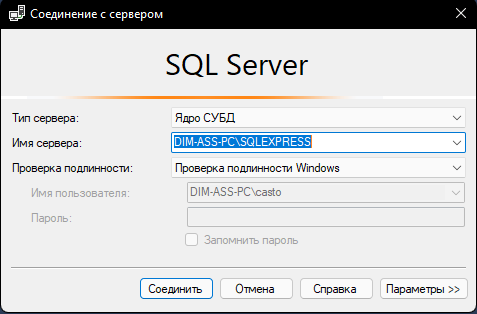 Соединение с сервером
SQL Server
Тип сервера: Ядро СУБД
Имя сервера: DIM-ASS-PC\SQLEXPRESS
Проверка подлинности: Проверка подлинности Windows
Имя пользователя: DIM-ASS-PC\casto
Пароль:
Запомнить пароль
Соединить Отмена Справка Параметры >>